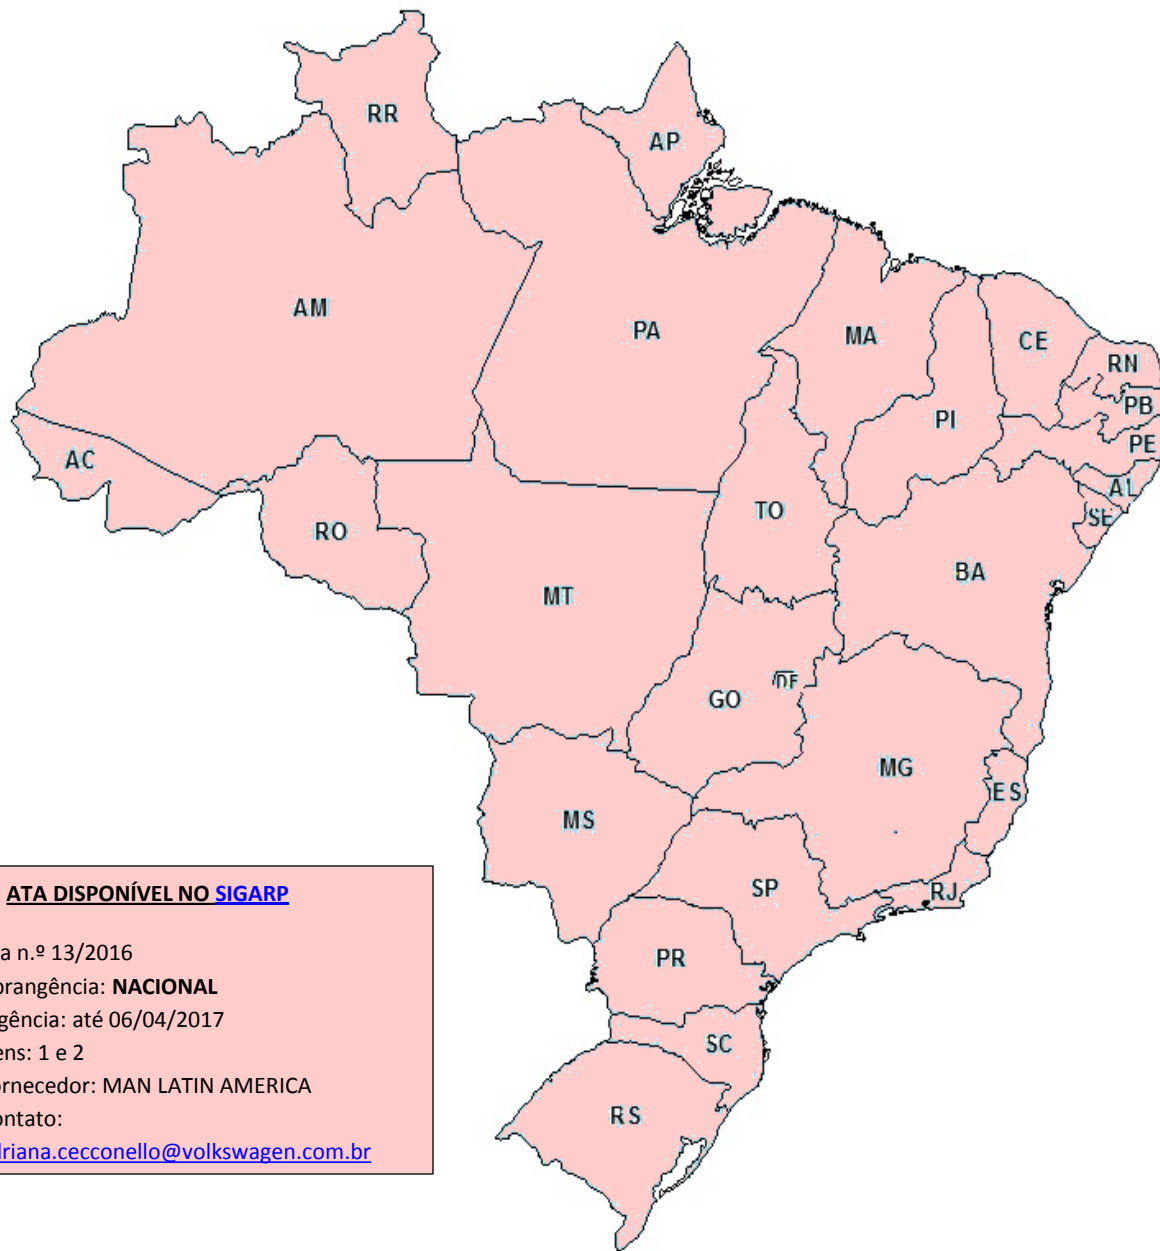 RR
AP
AM
PA
MA
CE
RN
PB
PI
PE
AC
AL
TO
SE
RO
BA
MT
DF
GO
MG
ES
MS
SP
RJ
PR
SC
RS
ATA DISPONÍVEL NO SIGARP
a n.º 13/2016
brangência: NACIONAL
gência: até 06/04/2017
ens: 1 e 2
ornecedor: MAN LATIN AMERICA
ontato:
driana.cecconello@volkswagen.com.br